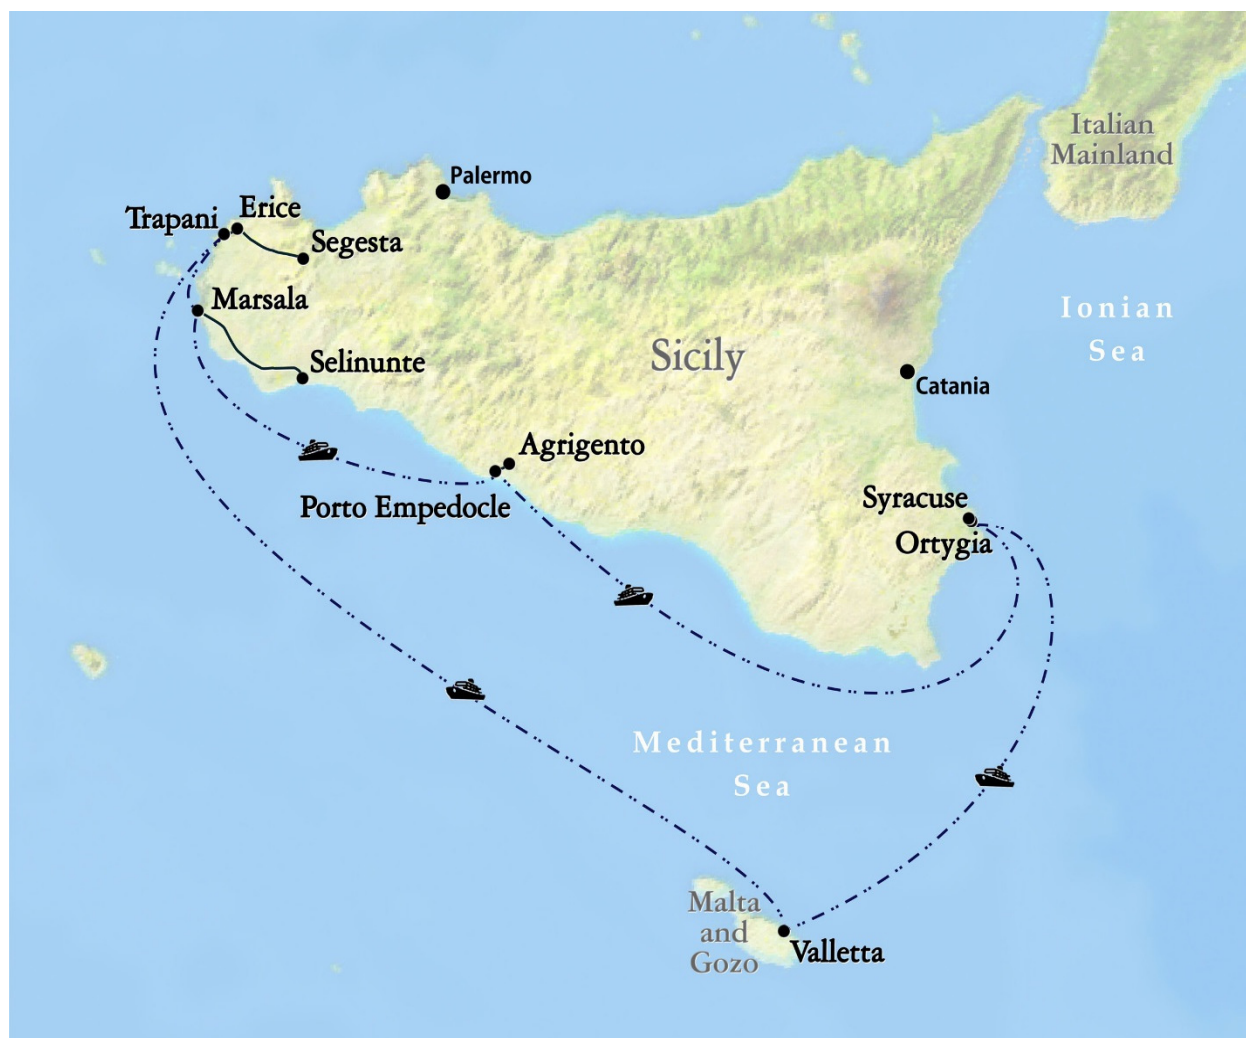 Italian
Mainland
Palermo
Erice
Trapani
Segesta
Marsala
Ionian
Sea
Sicily
Selinunte
Catania
Agrigento
Porto Empedocle
Syracuse
Ortygia
Mediterranean
Sea
Malta
and
Gozo
Valletta